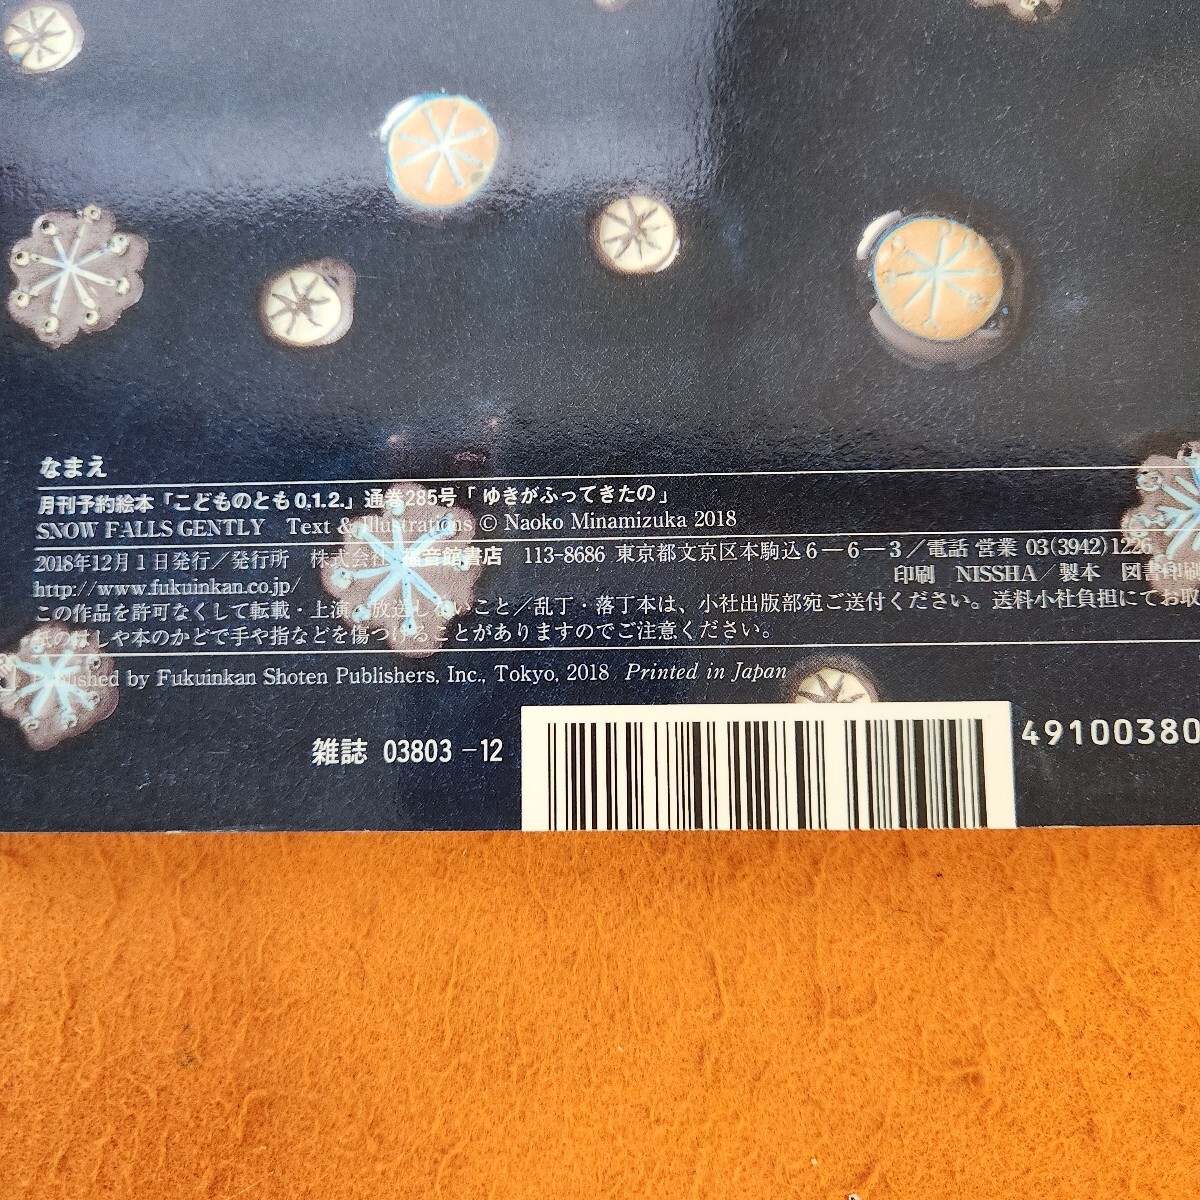 なまえ
月刊予約絵本「こどものとも0.1.2.」通巻285号「ゆきがふってきたの」
SNOW FALLS GENTLY Text & Illustrations © Naoko Minamizuka 2018
2018年12月1日発行／発行所 株式会社 福音館書店 113-8686 東京都文京区本駒込6-6-3／電話 営業 03(3942)1226
http://www.fukuinkan.co.jp/ 印刷 NISSHA／製本 図書印刷
この作品を許可なくして転載・上演・放送しないこと／乱丁・落丁本は、小社出版部宛ご送付ください。送料小社負担にてお取
紙のはしや本のかどで手や指などを傷つけることがありますのでご注意ください。
Published by Fukuinkan Shoten Publishers, Inc., Tokyo, 2018 Printed in Japan
雑誌 03803-12
49100380